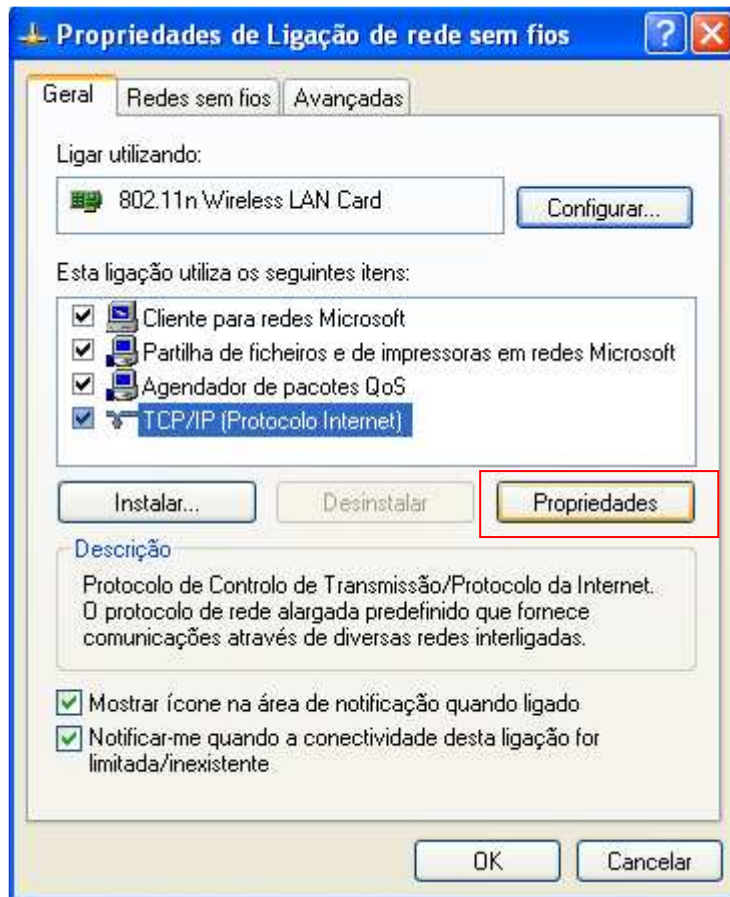 Propriedades de Ligação de rede sem fios
Geral Redes sem fios Avançadas
Ligar utilizando:
802.11n Wireless LAN Card Configurar...
Esta ligação utiliza os seguintes itens:
Cliente para redes Microsoft
Partilha de ficheiros e de impressoras em redes Microsoft
Agendador de pacotes QoS
TCP/IP (Protocolo Internet)
Instalar... Desinstalar Propriedades
Descrição
Protocolo de Controlo de Transmissão/Protocolo da Internet.
O protocolo de rede alargada predefinido que fornece
comunicações através de diversas redes interligadas.
Mostrar ícone na área de notificação quando ligado
Notificar-me quando a conectividade desta ligação for
limitada/inexistente
OK Cancelar